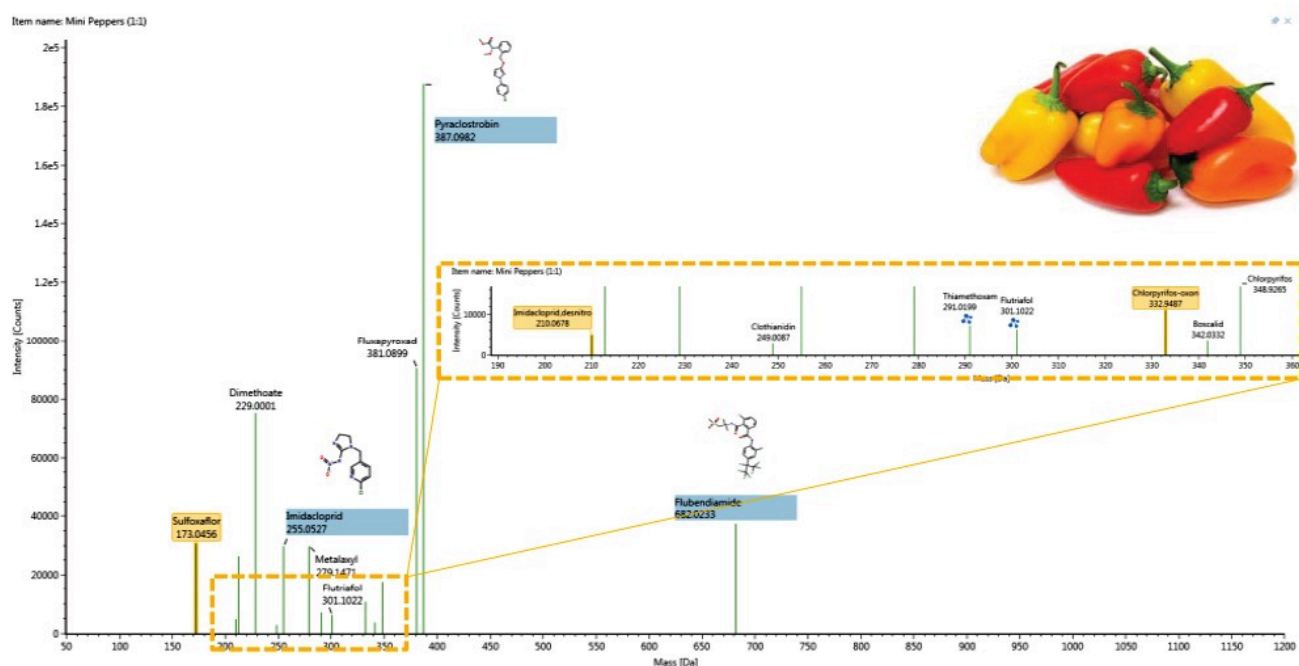 Item name: Mini Peppers (1:1)
2e5
1.8e5
1.6e5
1.4e5
1.2e5
100000
80000
60000
40000
20000
0
Intensity [Counts]
Pyraclostrobin
387.0982
Fluxapyroxad
381.0899
Dimethoate
229.0001
Sulfoxaflor
173.0456
Imidacloprid
255.0527
Metalaxyl
279.1471
Flutriafol
301.1022
Flubendiamide
682.0233
Item name: Mini Peppers (1:1)
Intensity [Counts]
10000
0
Imidacloprid,desnitro
210.0678
Clothianidin
249.0087
Thiamethoxam
291.0199
Flutriafol
301.1022
Chlorpyrifos-oxon
332.9487
Boscalid
342.0332
Chlorpyrifos
348.9265
190 200 210 220 230 240 250 260 270 280 290 300 310 320 330 340 350 360
Mass [Da]
50 100 150 200 250 300 350 400 450 500 550 600 650 700 750 800 850 900 950 1000 1050 1100 1150 1200
Mass [Da]